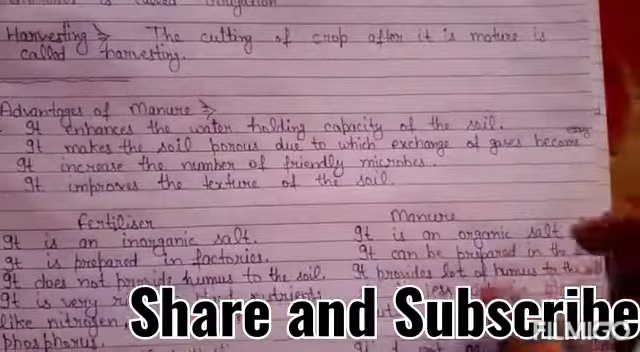 Harvesting ⇒ The cutting of crop after it is mature is
called harvesting.
Advantages of Manure ⇒
It enhances the water holding capacity of the soil.
It makes the soil porous due to which exchange of gases become easy
It increase the number of friendly microbes.
It improves the texture of the soil.
Fertiliser
It is an inorganic salt.
It is prepared in factories.
It does not provide humus to the soil.
It is very nutrients
like nitrogen,
phosphorus
Manure
It is an organic salt
It can be prepared in the
It provides lot of humus to the
less
Share and Subscribe
FILMIGO